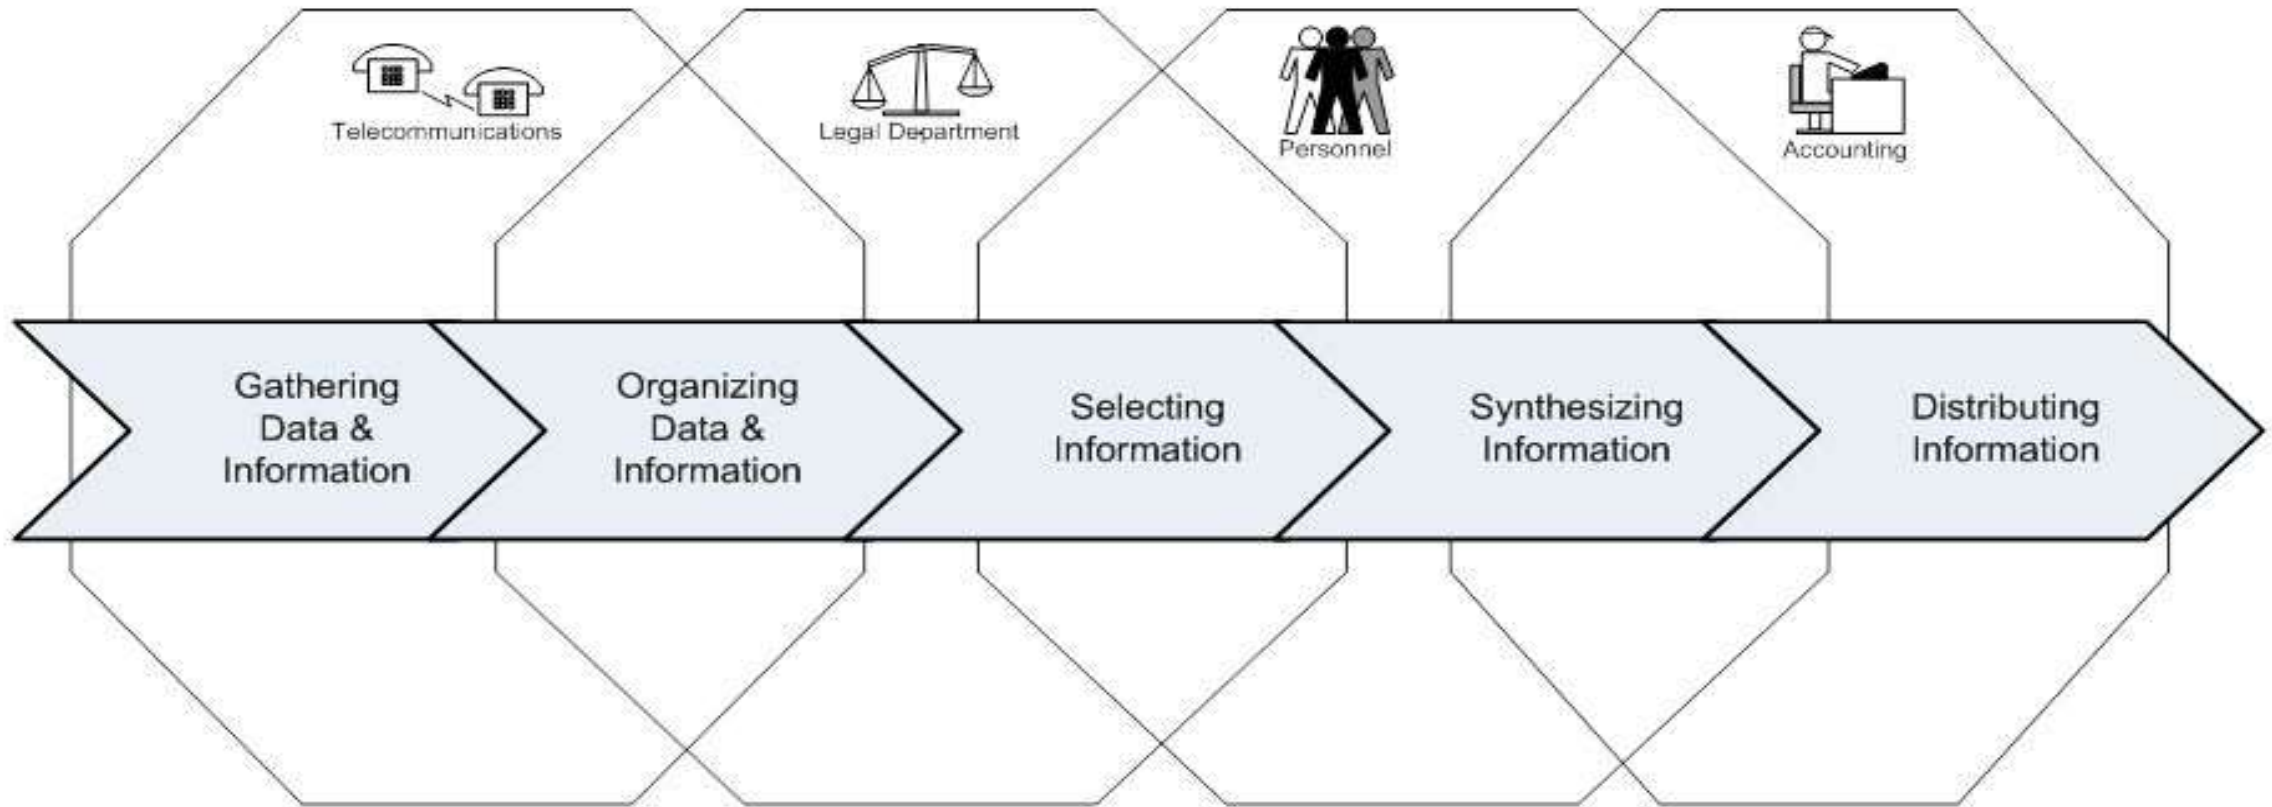 Telecommunications
Legal Department
Personnel
Accounting
Gathering
Data &
Information
Organizing
Data &
Information
Selecting
Information
Synthesizing
Information
Distributing
Information